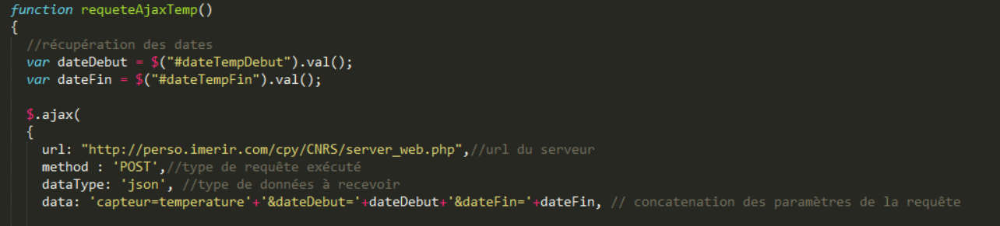 function requeteAjaxTemp()
{
//récupération des dates
var dateDebut = $("#dateTempDebut").val();
var dateFin = $("#dateTempFin").val();
$.ajax(
{
url: "http://perso.imerir.com/cpy/CNRS/server_web.php",//url du serveur
method : 'POST',//type de requête exécuté
dataType: 'json', //type de données à recevoir
data: 'capteur=temperature'+'&dateDebut='+dateDebut+'&dateFin='+dateFin, // concatenation des paramètres de la requête